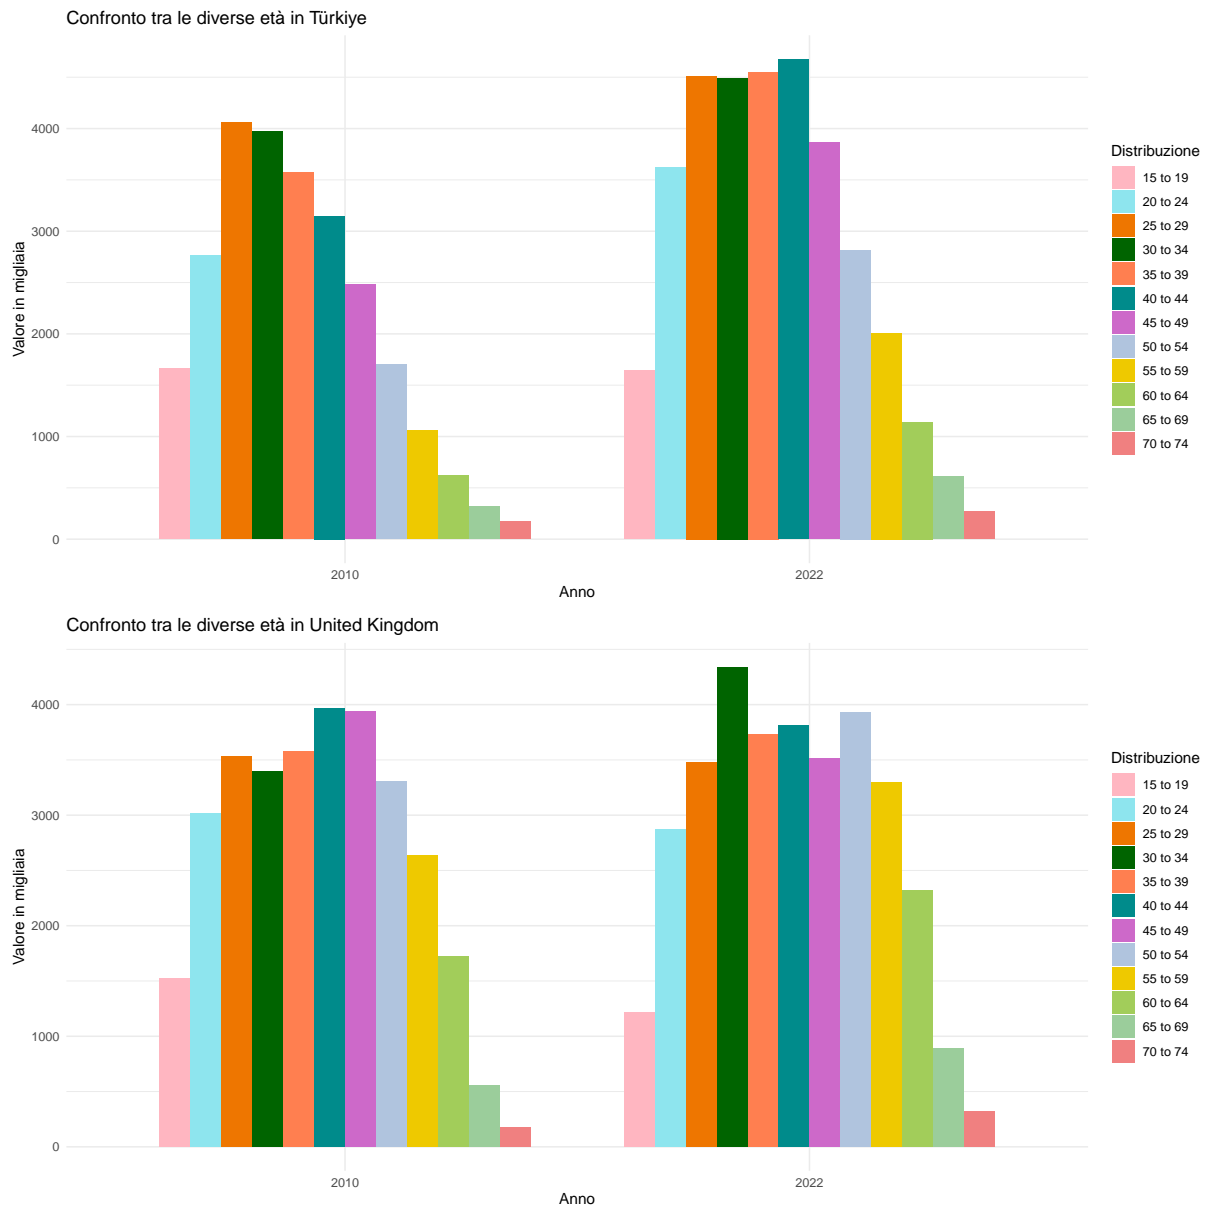 Confronto tra le diverse età in Türkiye
Valore in migliaia
4000
3000
2000
1000
0
2010
2022
Anno
Distribuzione
15 to 19
20 to 24
25 to 29
30 to 34
35 to 39
40 to 44
45 to 49
50 to 54
55 to 59
60 to 64
65 to 69
70 to 74
Confronto tra le diverse età in United Kingdom
Valore in migliaia
4000
3000
2000
1000
0
2010
2022
Anno
Distribuzione
15 to 19
20 to 24
25 to 29
30 to 34
35 to 39
40 to 44
45 to 49
50 to 54
55 to 59
60 to 64
65 to 69
70 to 74